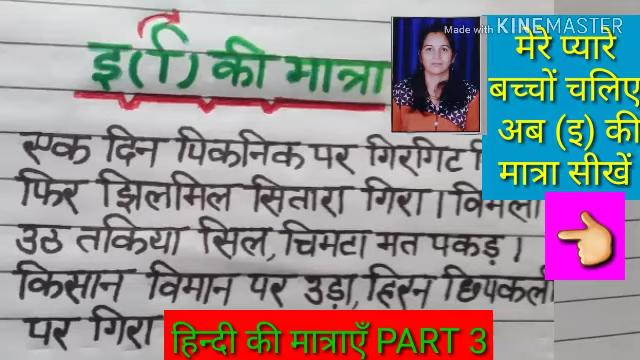 Made with KINEMASTER
इ(ि) की मात्रा
मेरे प्यारे
बच्चों चलिए
अब (इ) की
मात्रा सीखें
एक दिन पिकनिक पर गिरगिट
फिर झिलमिल सितारा गिरा। विमला
उठ तकिया सिल, चिमटा मत पकड़।
किसान विमान पर उड़ा, हिरन छिपकली
पर गिरा
हिन्दी की मात्राएँ PART 3